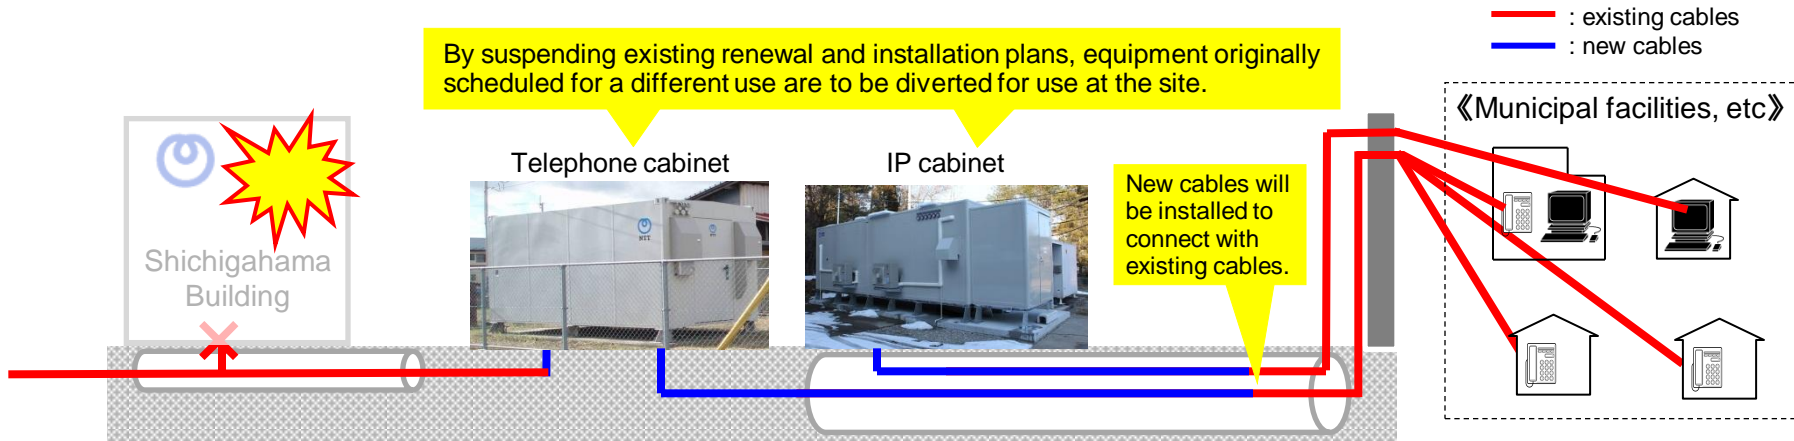 : existing cables
: new cables
By suspending existing renewal and installation plans, equipment originally
scheduled for a different use are to be diverted for use at the site.
《Municipal facilities, etc》
Telephone cabinet
IP cabinet
New cables will
be installed to
connect with
existing cables.
Shichigahama
Building
NTT